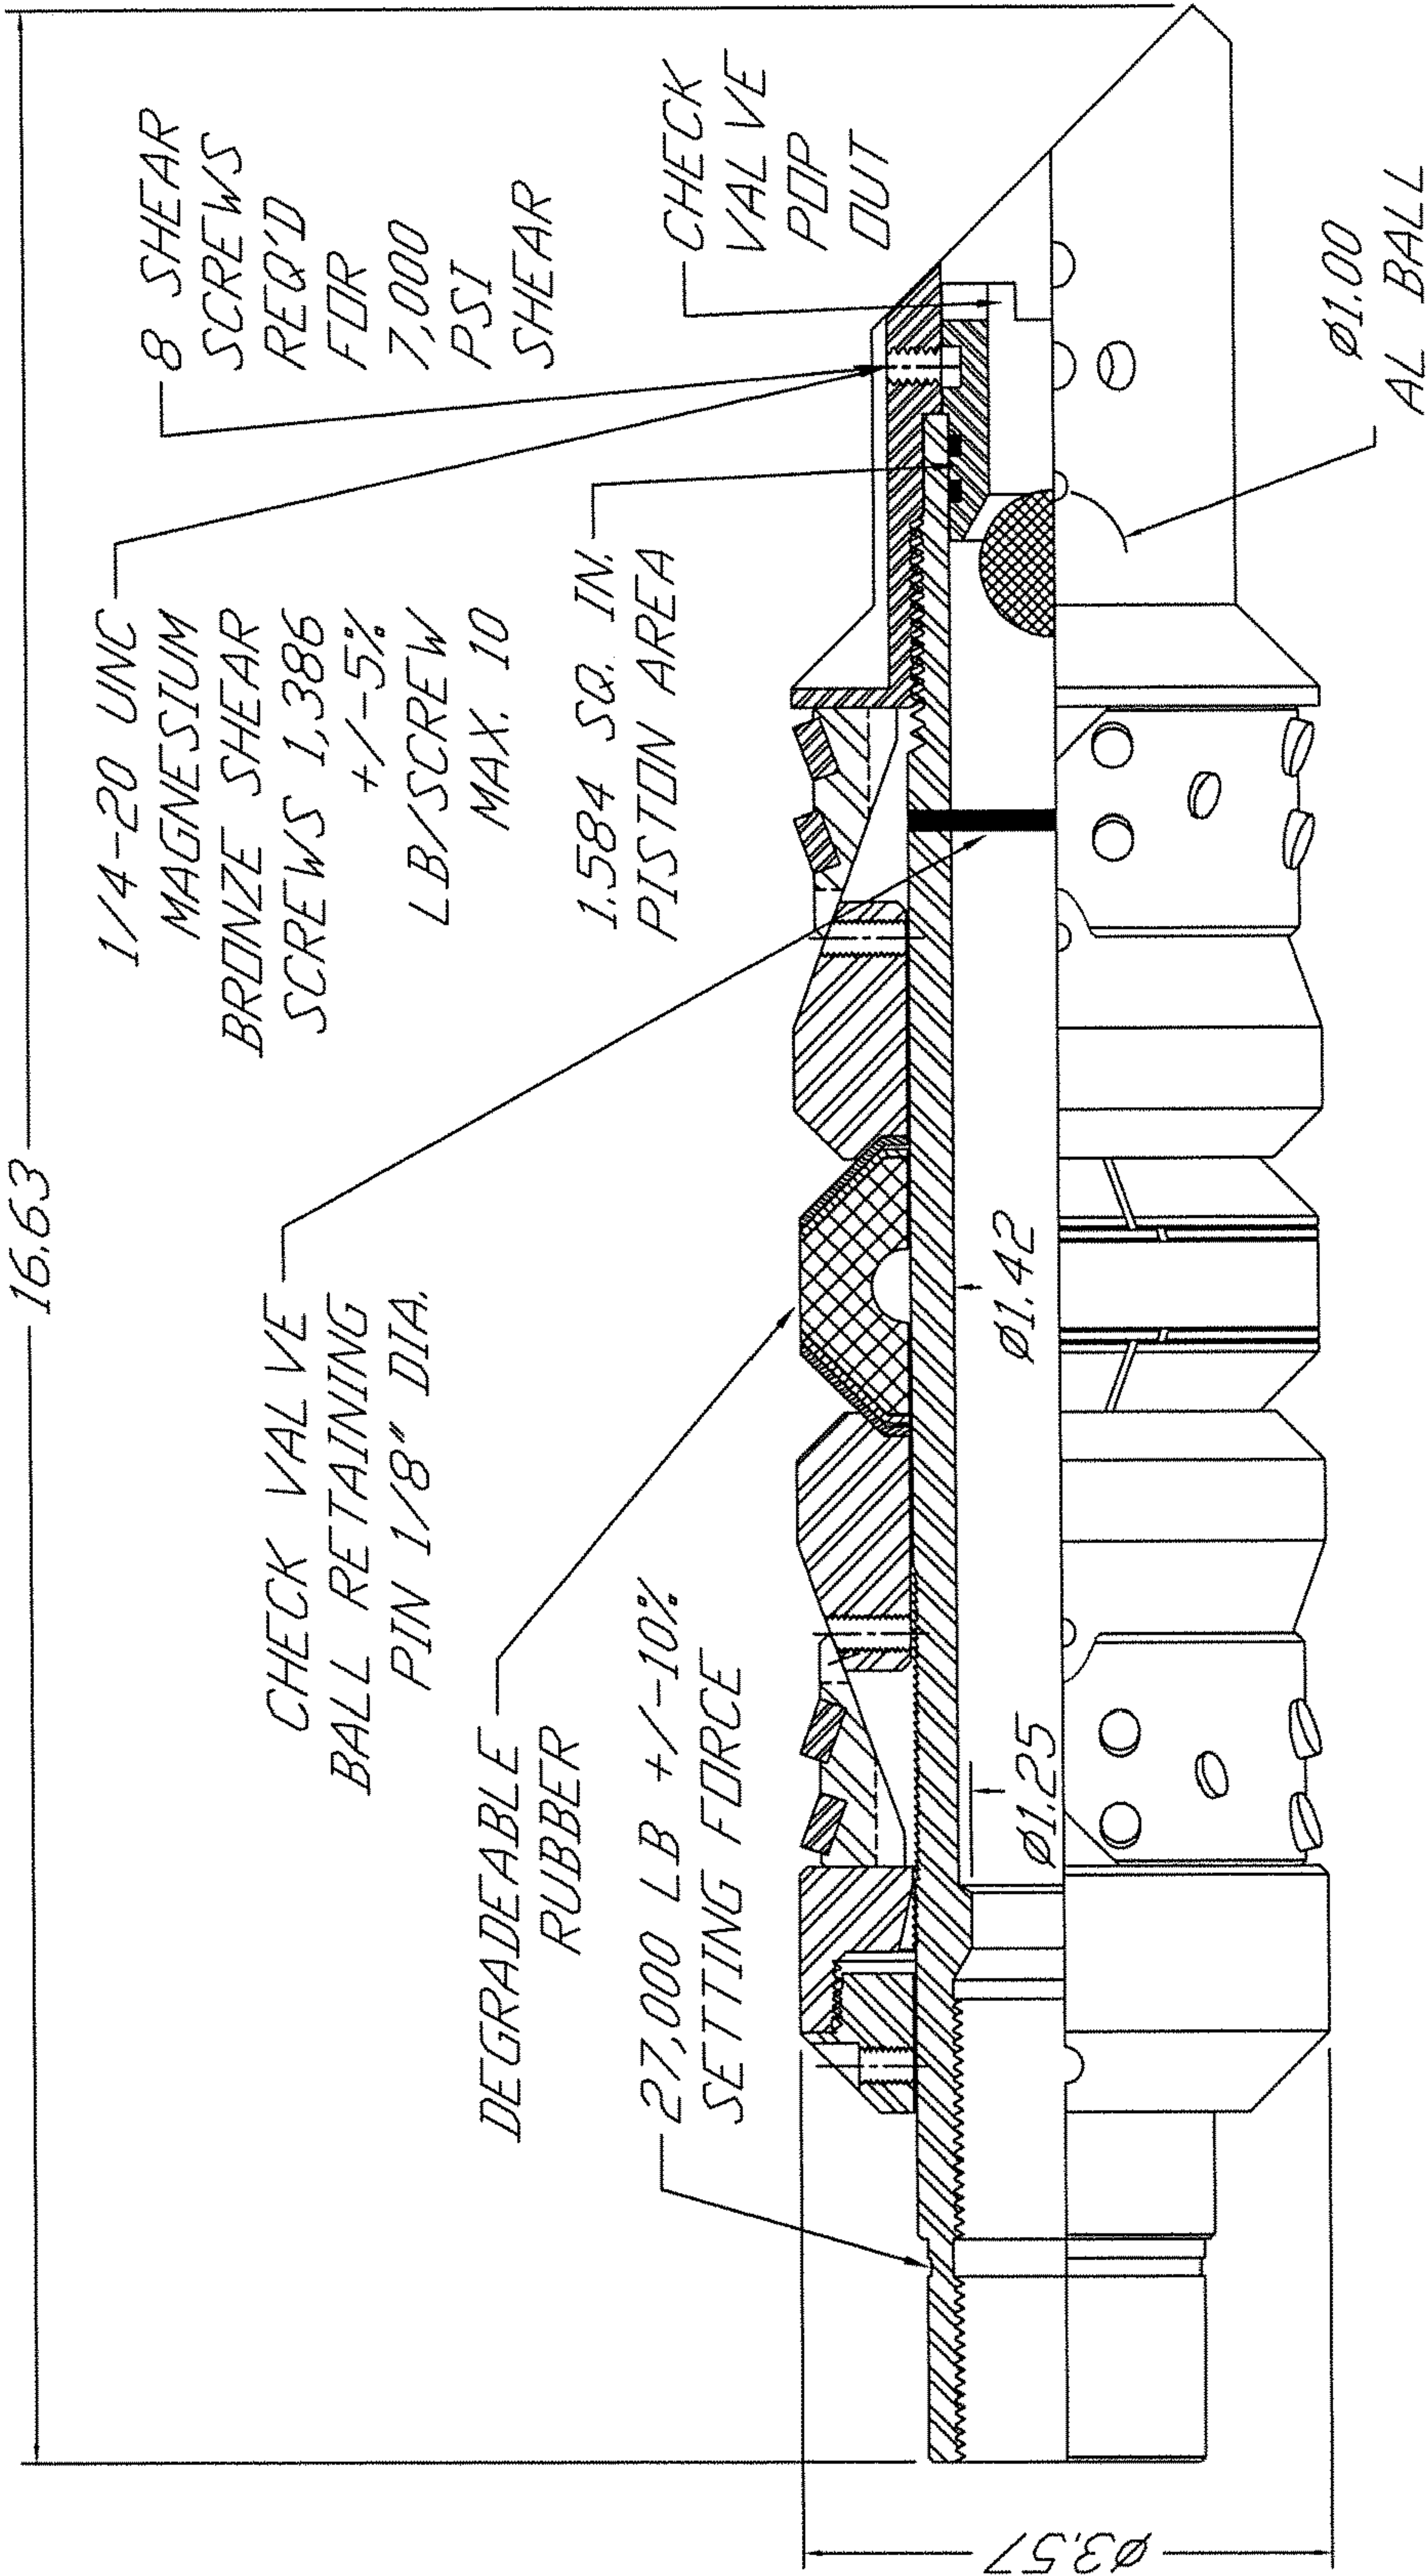 16.63
1/4-20 UNC
MAGNESIUM
BRONZE SHEAR
SCREWS 1,386
+/-5%
LB/SCREW
MAX. 10
8 SHEAR
SCREWS
REQ'D
FOR
7,000
PSI
SHEAR
CHECK VALVE
BALL RETAINING
PIN 1/8" DIA.
1.584 SQ. IN.
PISTON AREA
CHECK
VALVE
POP
OUT
DEGRADEABLE
RUBBER
27,000 LB +/-10%
SETTING FORCE
Ø1.25
Ø1.42
Ø1.00
AL BALL
Ø3.57